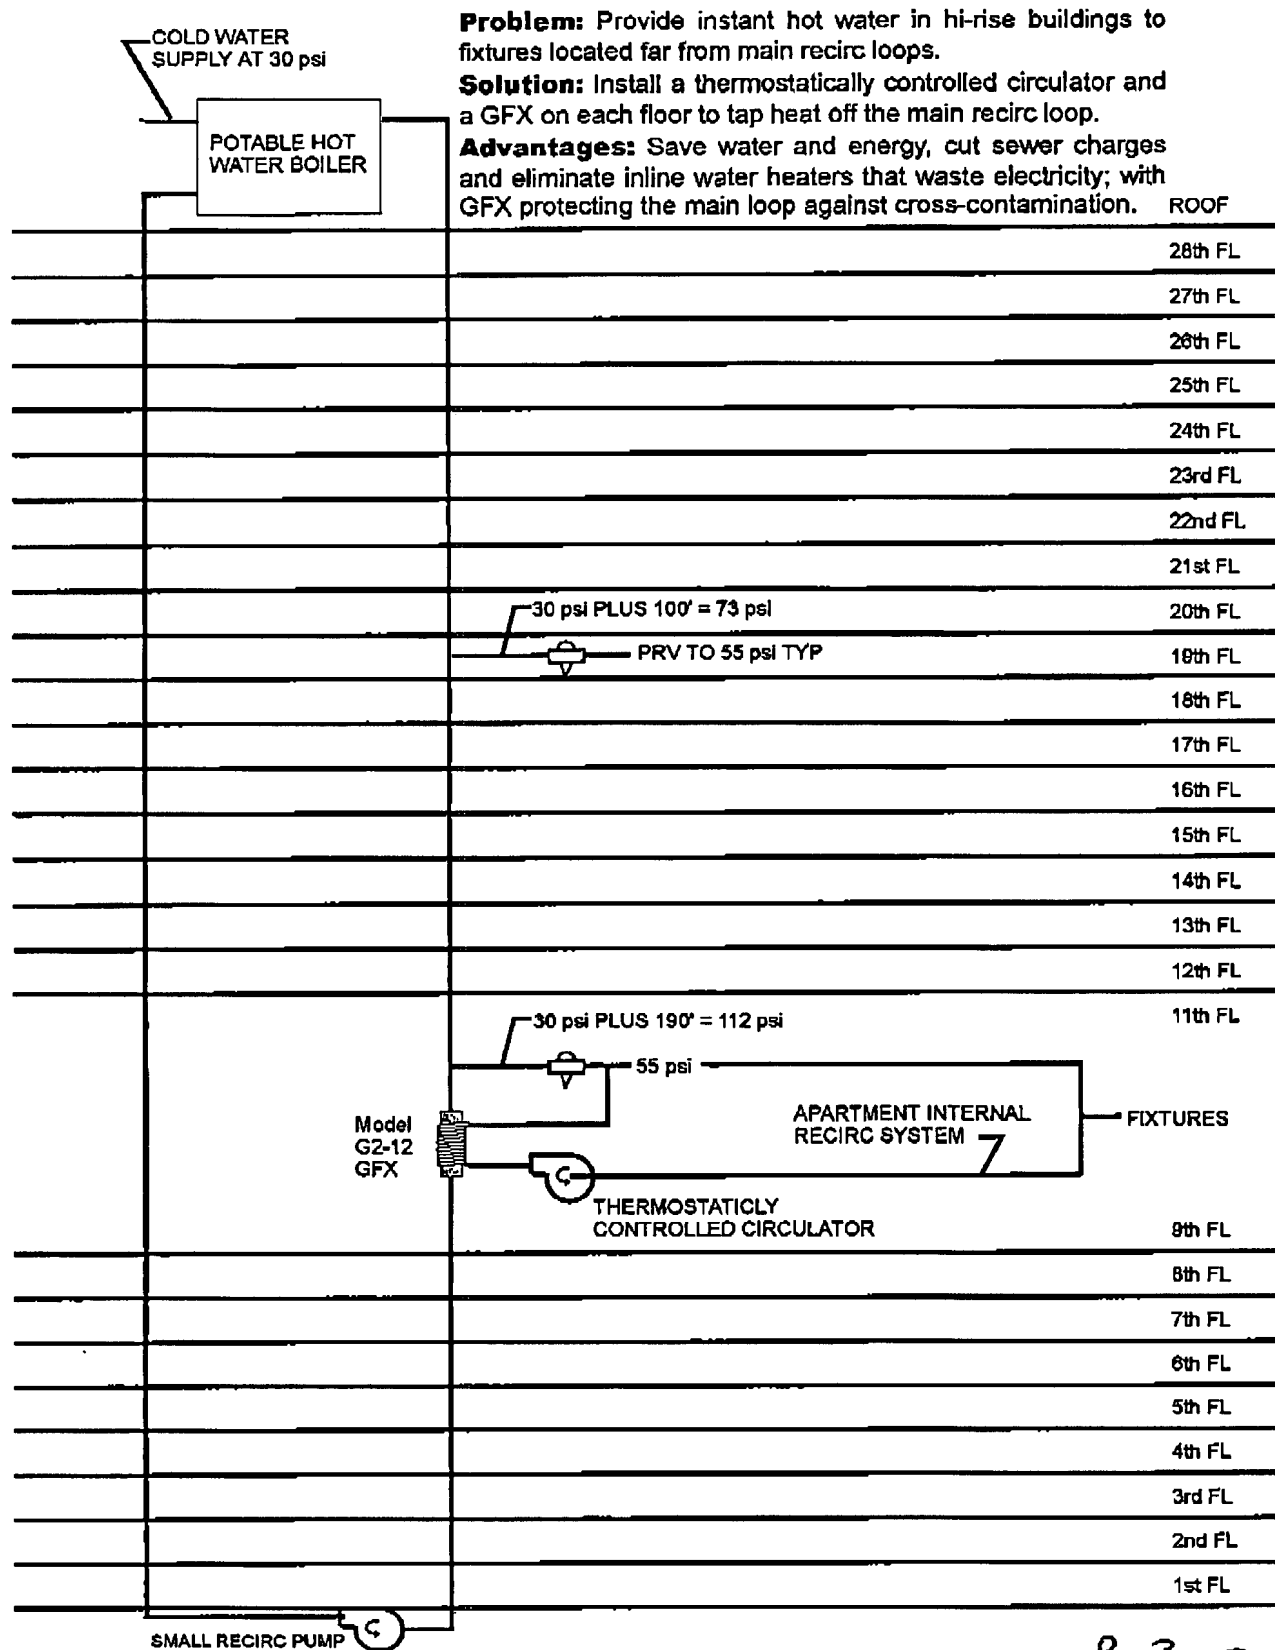 Problem: Provide instant hot water in hi-rise buildings to
fixtures located far from main recirc loops.
Solution: Install a thermostatically controlled circulator and
a GFX on each floor to tap heat off the main recirc loop.
Advantages: Save water and energy, cut sewer charges
and eliminate inline water heaters that waste electricity; with
GFX protecting the main loop against cross-contamination.
COLD WATER
SUPPLY AT 30 psi
POTABLE HOT
WATER BOILER
ROOF
28th FL
27th FL
26th FL
25th FL
24th FL
23rd FL
22nd FL
21st FL
30 psi PLUS 100' = 73 psi
20th FL
PRV TO 55 psi TYP
19th FL
18th FL
17th FL
16th FL
15th FL
14th FL
13th FL
12th FL
11th FL
30 psi PLUS 190' = 112 psi
55 psi
Model
G2-12
GFX
APARTMENT INTERNAL
RECIRC SYSTEM
FIXTURES
THERMOSTATICLY
CONTROLLED CIRCULATOR
9th FL
8th FL
7th FL
6th FL
5th FL
4th FL
3rd FL
2nd FL
1st FL
SMALL RECIRC PUMP